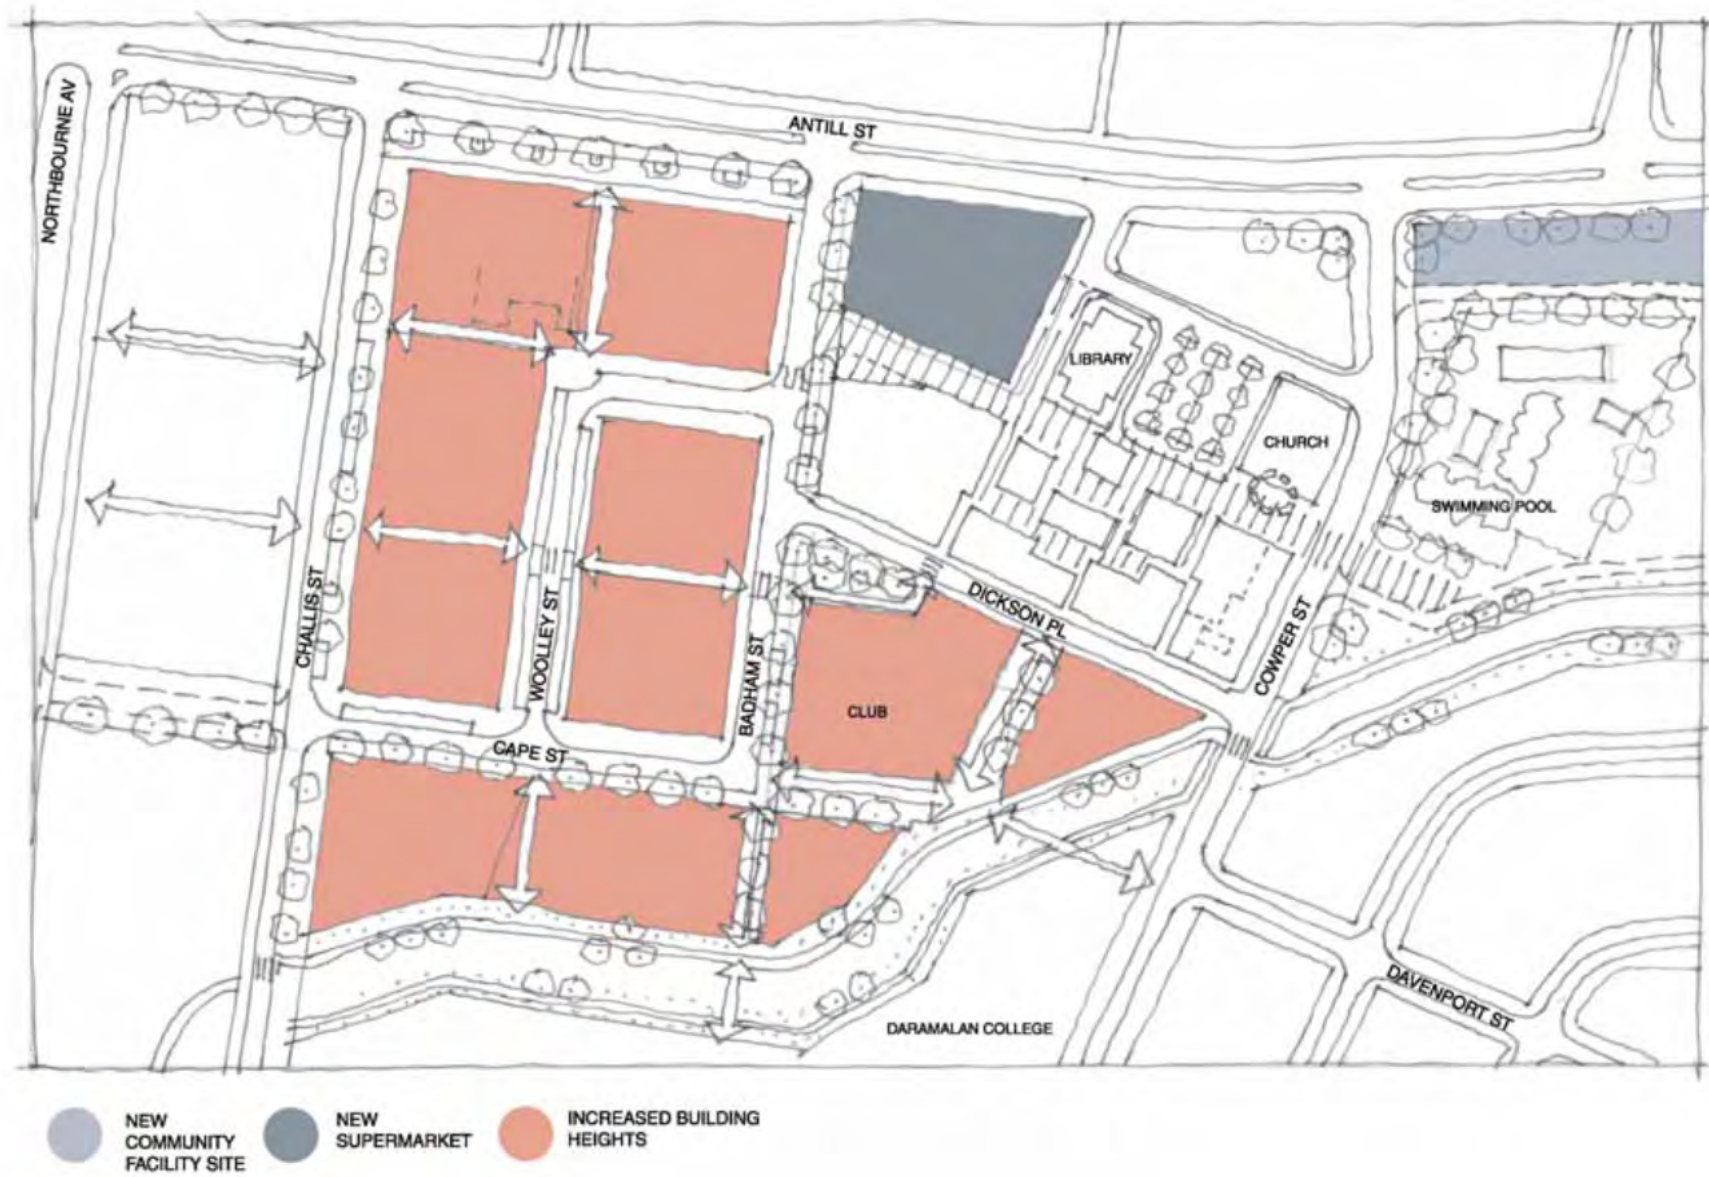 NORTHBOURNE AV
ANTILL ST
LIBRARY
CHURCH
SWIMMING POOL
CHALLIS ST
WOOLLEY ST
BADHAM ST
DICKSON PL
COWPER ST
CLUB
CAPE ST
DAVENPORT ST
DARAMALAN COLLEGE
NEW
COMMUNITY
FACILITY SITE
NEW
SUPERMARKET
INCREASED BUILDING
HEIGHTS